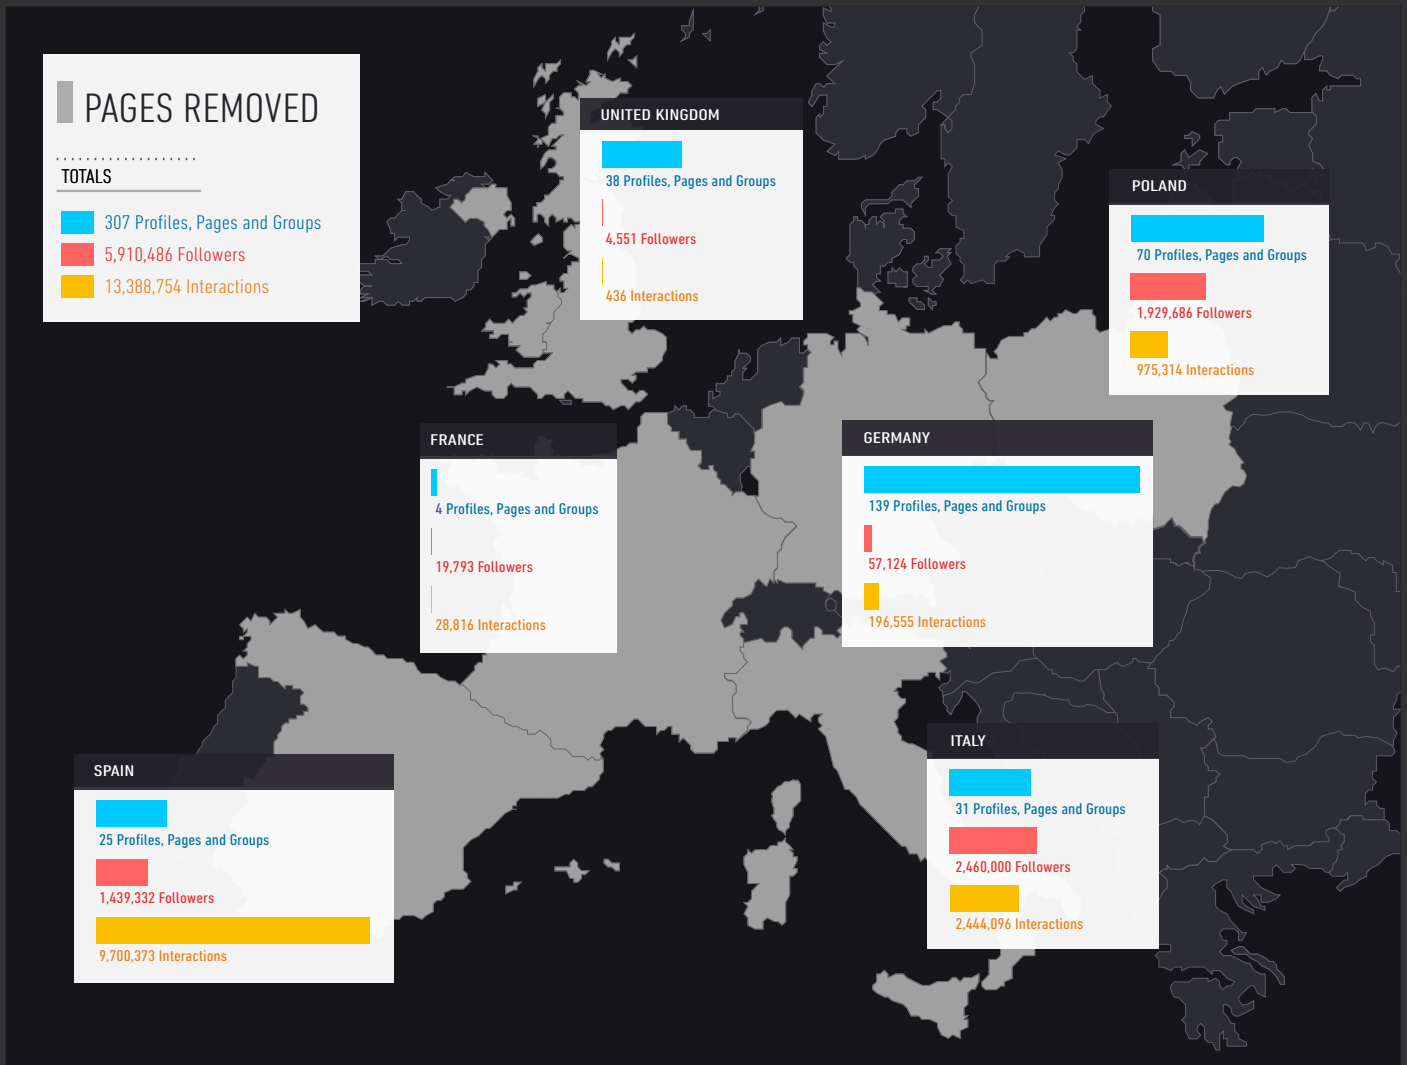 PAGES REMOVED
TOTALS
307 Profiles, Pages and Groups
5,910,486 Followers
13,388,754 Interactions
UNITED KINGDOM
38 Profiles, Pages and Groups
4,551 Followers
436 Interactions
POLAND
70 Profiles, Pages and Groups
1,929,686 Followers
975,314 Interactions
FRANCE
4 Profiles, Pages and Groups
19,793 Followers
28,816 Interactions
GERMANY
139 Profiles, Pages and Groups
57,124 Followers
196,555 Interactions
SPAIN
25 Profiles, Pages and Groups
1,439,332 Followers
9,700,373 Interactions
ITALY
31 Profiles, Pages and Groups
2,460,000 Followers
2,444,096 Interactions